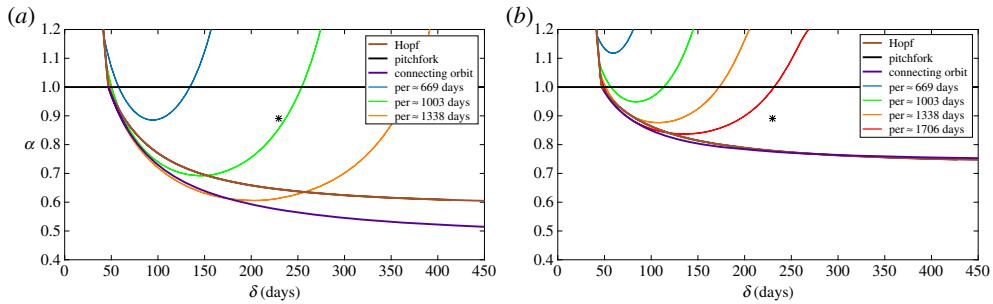 (a)
1.2
1.1
1.0
0.9
α
0.8
0.7
0.6
0.5
0.4
0 50 100 150 200 250 300 350 400 450
δ (days)
Hopf
pitchfork
connecting orbit
per ≈ 669 days
per ≈ 1003 days
per ≈ 1338 days
*
(b)
1.2
1.1
1.0
0.9
0.8
0.7
0.6
0.5
0.4
0 50 100 150 200 250 300 350 400 450
δ (days)
Hopf
pitchfork
connecting orbit
per ≈ 669 days
per ≈ 1003 days
per ≈ 1338 days
per ≈ 1706 days
*